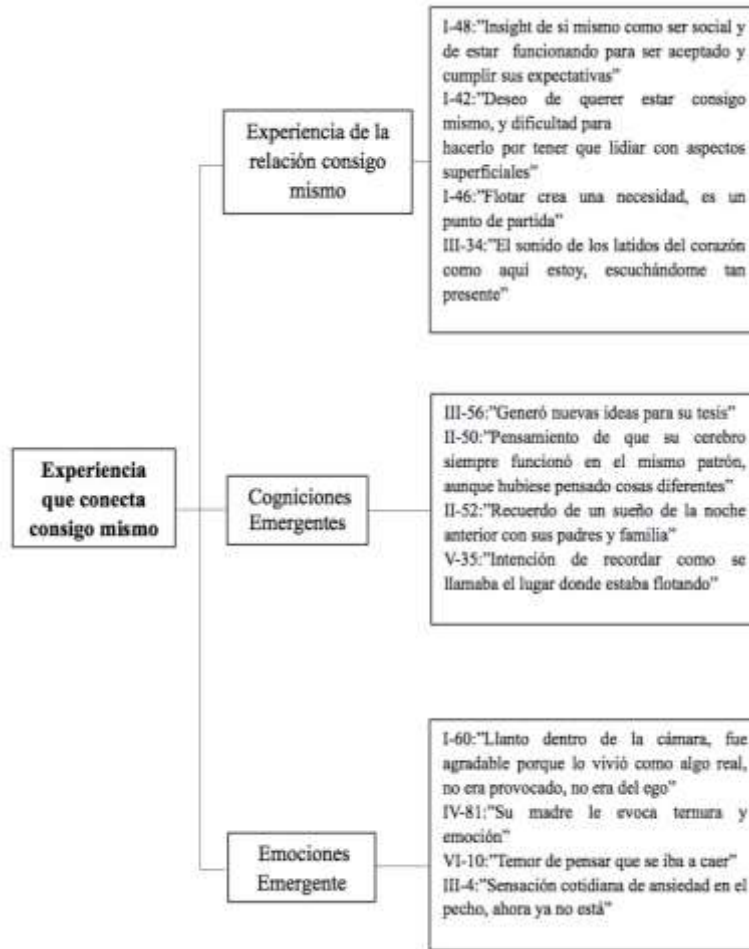 Experiencia
que conecta
consigo mismo
Experiencia de la
relación consigo
mismo
I-48:”Insight de si mismo como ser social y
de estar funcionando para ser aceptado y
cumplir sus expectativas”
I-42:”Deseo de querer estar consigo
mismo, y dificultad para
hacerlo por tener que lidiar con aspectos
superficiales”
I-46:”Flotar crea una necesidad, es un
punto de partida”
III-34:”El sonido de los latidos del corazón
como aquí estoy, escuchándome tan
presente”
Cogniciones
Emergentes
III-56:”Generó nuevas ideas para su tesis”
II-50:”Pensamiento de que su cerebro
siempre funcionó en el mismo patrón,
aunque hubiese pensado cosas diferentes”
II-52:”Recuerdo de un sueño de la noche
anterior con sus padres y familia”
V-35:”Intención de recordar como se
llamaba el lugar donde estaba flotando”
Emociones
Emergente
I-60:”Llanto dentro de la cámara, fue
agradable porque lo vivió como algo real,
no era provocado, no era del ego”
IV-81:”Su madre le evoca ternura y
emoción”
VI-10:”Temor de pensar que se iba a caer”
III-4:”Sensación cotidiana de ansiedad en el
pecho, ahora ya no está”